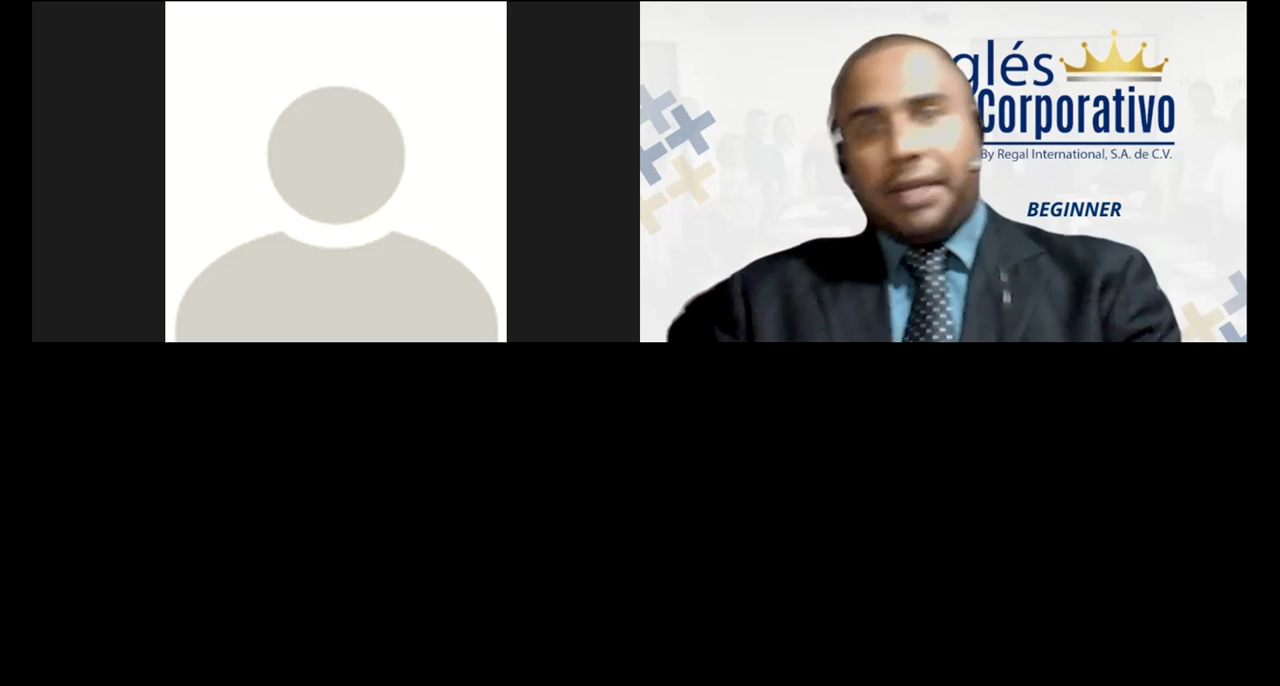 glés
Corporativo
By Regal International, S.A. de C.V.
BEGINNER